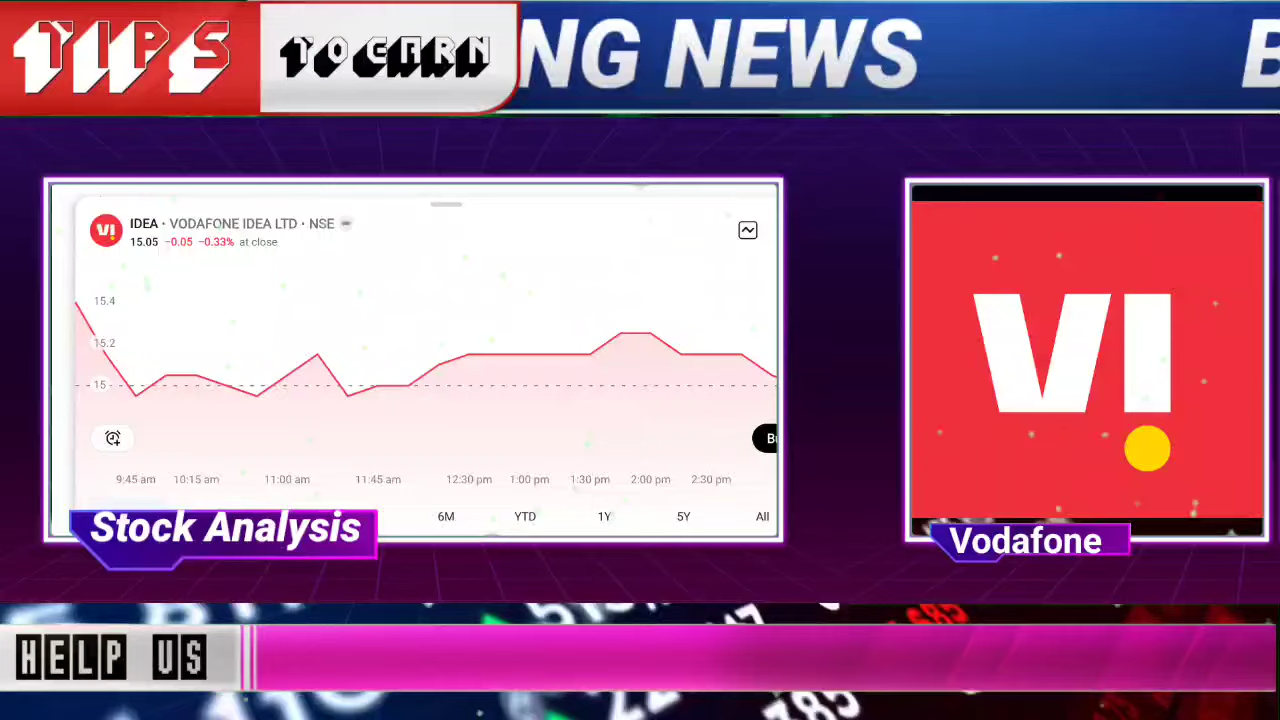 TIPS
TO EARN
NG NEWS
B
IDEA • VODAFONE IDEA LTD • NSE
15.05 −0.05 −0.33% at close
15.4
15.2
15
9:45 am 10:15 am 11:00 am 11:45 am 12:30 pm 1:00 pm 1:30 pm 2:00 pm 2:30 pm
6M YTD 1Y 5Y All
Stock Analysis
VI
Vodafone
HELP US